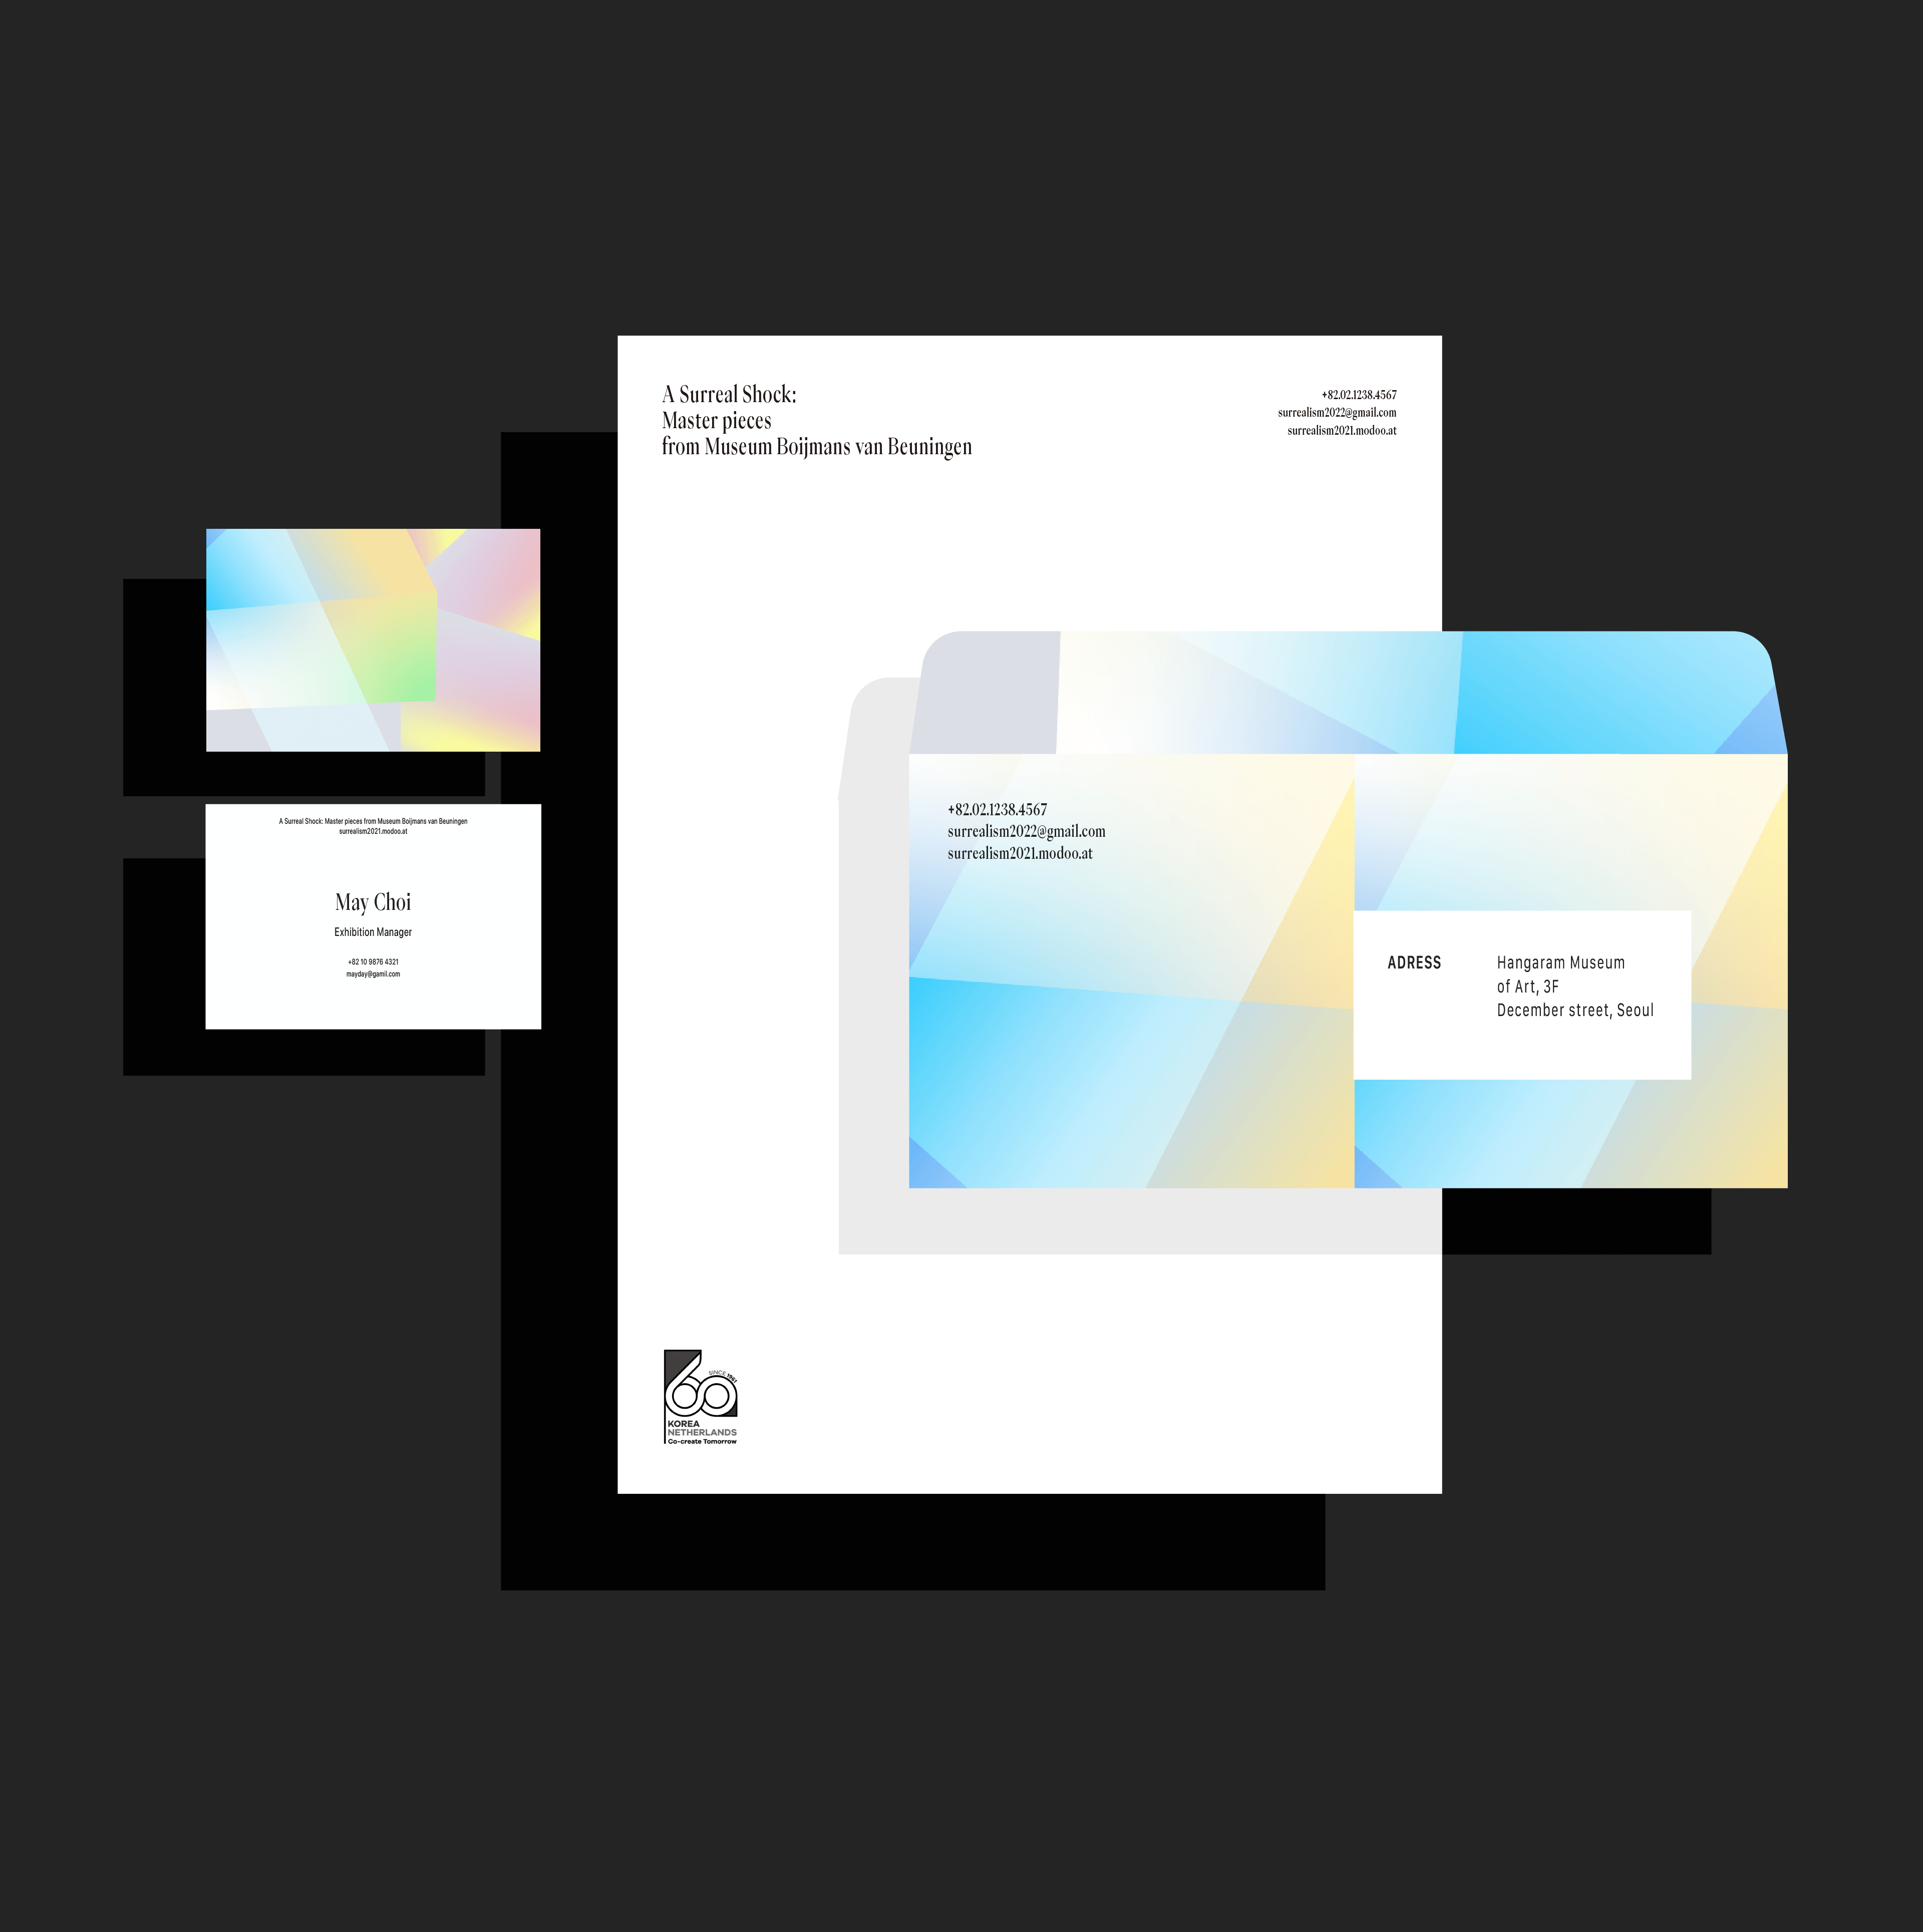 A Surreal Shock:
Master pieces
from Museum Boijmans van Beuningen
+82.02.1238.4567
surrealism2022@gmail.com
surrealism2021.modoo.at
A Surreal Shock: Master pieces from Museum Boijmans van Beuningen
surrealism2021.modoo.at
May Choi
Exhibition Manager
+82 10 9876 4321
mayday@gamil.com
+82.02.1238.4567
surrealism2022@gmail.com
surrealism2021.modoo.at
ADRESS
Hangaram Museum
of Art, 3F
December street, Seoul
60
SINCE 1961
KOREA
NETHERLANDS
Co-create Tomorrow